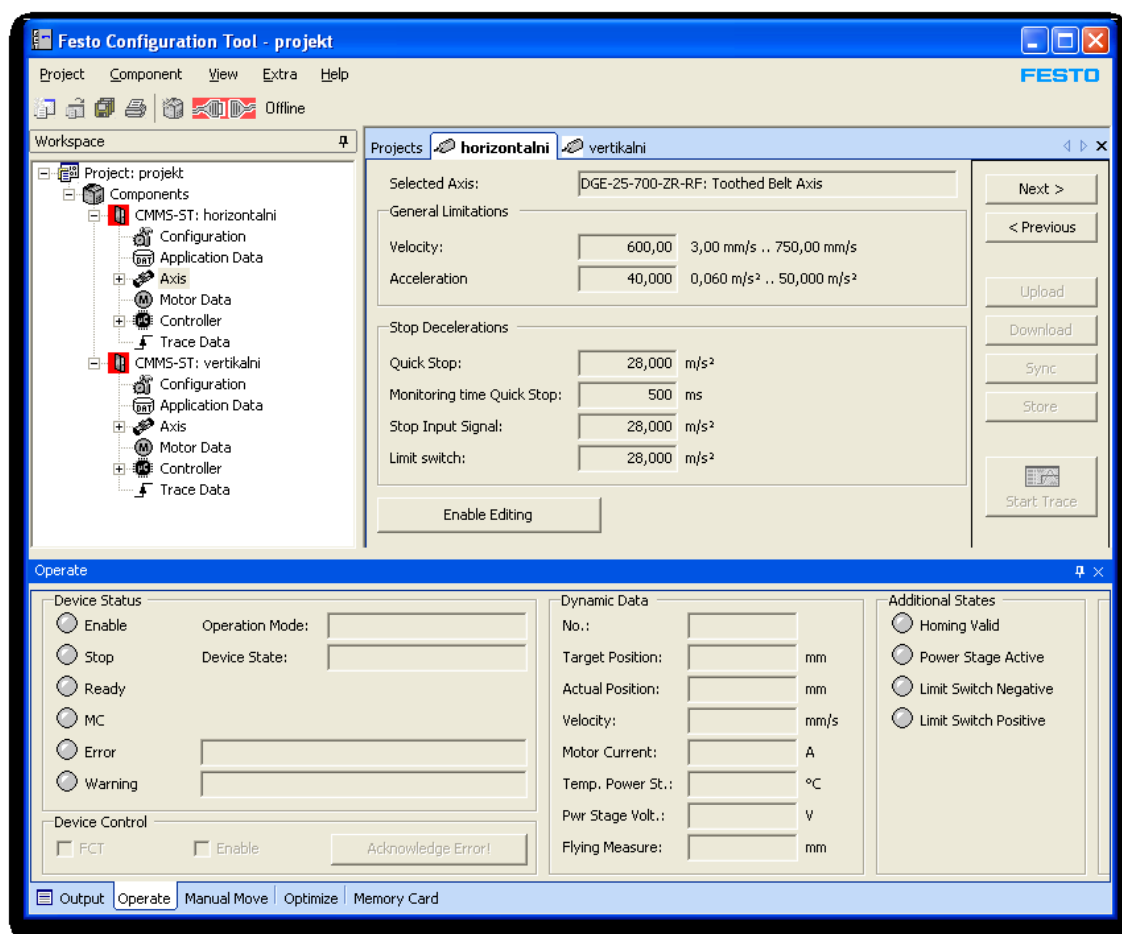 Festo Configuration Tool - projekt
Project Component View Extra Help
FESTO
Offline
Workspace
Project: projekt
Components
CMMS-ST: horizontalni
Configuration
DAT Application Data
Axis
M Motor Data
µC Controller
Trace Data
CMMS-ST: vertikalni
Configuration
DAT Application Data
Axis
M Motor Data
µC Controller
Trace Data
Projects horizontalni vertikalni
Selected Axis: DGE-25-700-ZR-RF: Toothed Belt Axis
General Limitations
Velocity: 600,00 3,00 mm/s .. 750,00 mm/s
Acceleration 40,000 0,060 m/s² .. 50,000 m/s²
Stop Decelerations
Quick Stop: 28,000 m/s²
Monitoring time Quick Stop: 500 ms
Stop Input Signal: 28,000 m/s²
Limit switch: 28,000 m/s²
Enable Editing
Next >
< Previous
Upload
Download
Sync
Store
Start Trace
Operate
Device Status
Enable Operation Mode:
Stop Device State:
Ready
MC
Error
Warning
Device Control
FCT Enable Acknowledge Error!
Dynamic Data
No.:
Target Position: mm
Actual Position: mm
Velocity: mm/s
Motor Current: A
Temp. Power St.: °C
Pwr Stage Volt.: V
Flying Measure: mm
Additional States
Homing Valid
Power Stage Active
Limit Switch Negative
Limit Switch Positive
Output Operate Manual Move Optimize Memory Card